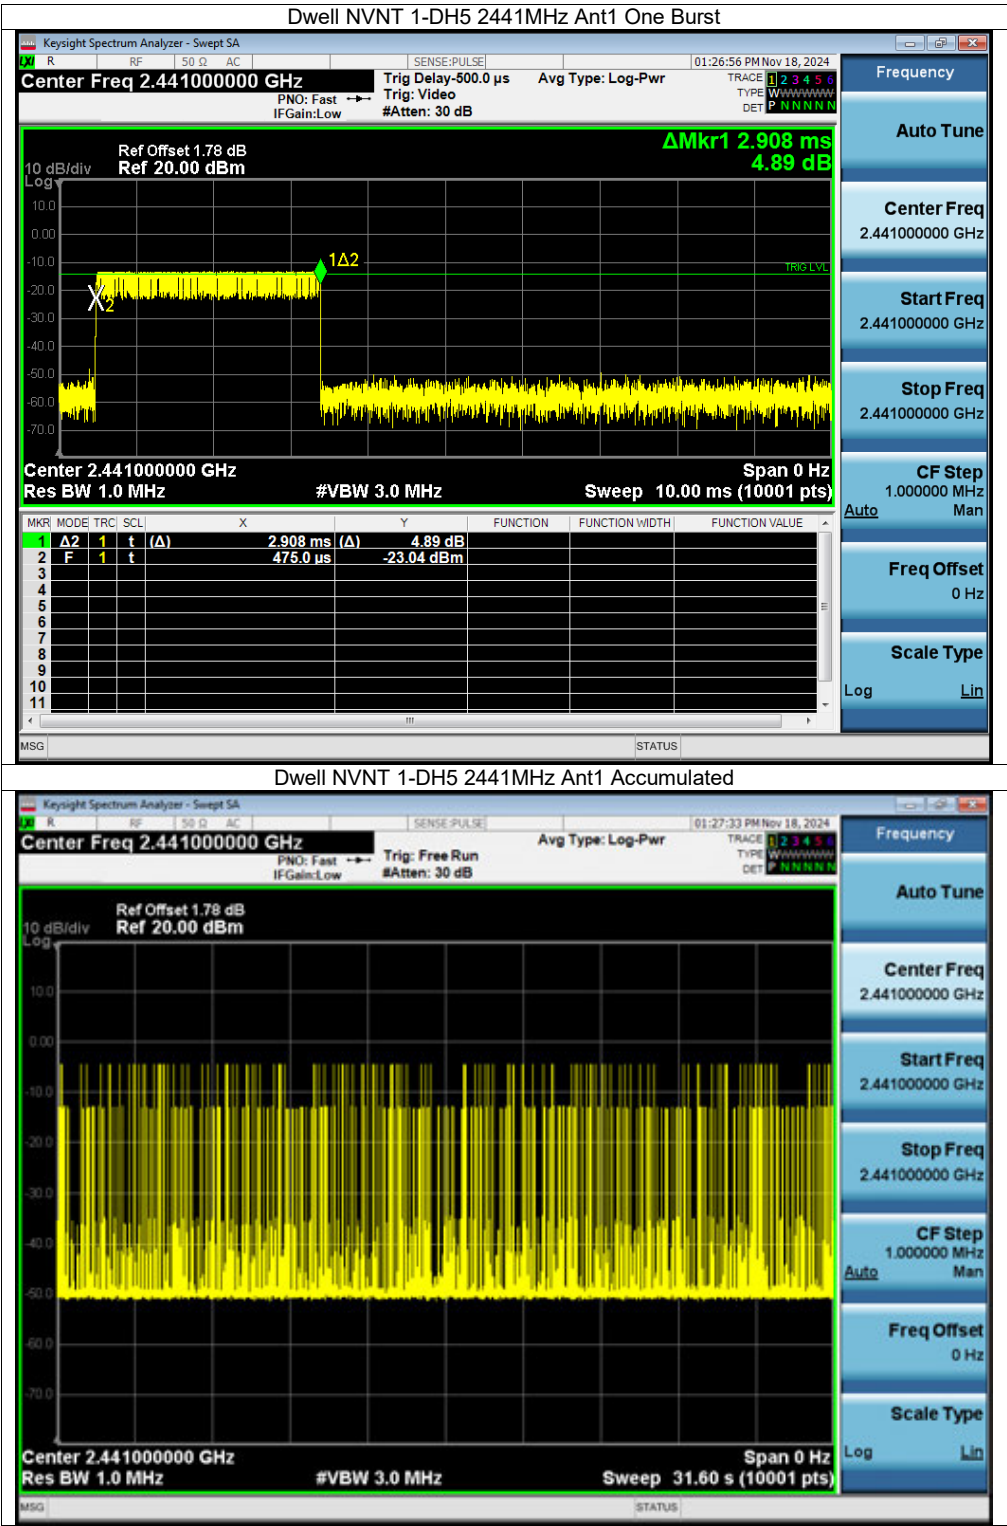 Dwell NVNT 1-DH5 2441MHz Ant1 One Burst
Keysight Spectrum Analyzer - Swept SA
LXI R RF 50 Ω AC SENSE:PULSE 01:26:56 PM Nov 18, 2024
Center Freq 2.441000000 GHz
PNO: Fast
IFGain:Low
Trig Delay-500.0 µs
Trig: Video
#Atten: 30 dB
Avg Type: Log-Pwr
TRACE 1 2 3 4 5 6
TYPE WWWWWWW
DET P N N N N N
ΔMkr1 2.908 ms
4.89 dB
Ref Offset 1.78 dB
10 dB/div Ref 20.00 dBm
Log
10.0
0.00
-10.0
-20.0
-30.0
-40.0
-50.0
-60.0
-70.0
1Δ2
2
TRIG LVL
Center 2.441000000 GHz Span 0 Hz
Res BW 1.0 MHz #VBW 3.0 MHz Sweep 10.00 ms (10001 pts)
MKR MODE TRC SCL X Y FUNCTION FUNCTION WIDTH FUNCTION VALUE
1 Δ2 1 t (Δ) 2.908 ms (Δ) 4.89 dB
2 F 1 t 475.0 µs -23.04 dBm
3
4
5
6
7
8
9
10
11
MSG STATUS
Frequency
Auto Tune
Center Freq
2.441000000 GHz
Start Freq
2.441000000 GHz
Stop Freq
2.441000000 GHz
CF Step
1.000000 MHz
Auto Man
Freq Offset
0 Hz
Scale Type
Log Lin
Dwell NVNT 1-DH5 2441MHz Ant1 Accumulated
Keysight Spectrum Analyzer - Swept SA
LXI R RF 50 Ω AC SENSE:PULSE 01:27:33 PM Nov 18, 2024
Center Freq 2.441000000 GHz
PNO: Fast
IFGain:Low
Trig: Free Run
#Atten: 30 dB
Avg Type: Log-Pwr
TRACE 1 2 3 4 5 6
TYPE WWWWWWW
DET P N N N N N
Ref Offset 1.78 dB
10 dB/div Ref 20.00 dBm
Log
10.0
0.00
-10.0
-20.0
-30.0
-40.0
-50.0
-60.0
-70.0
Center 2.441000000 GHz Span 0 Hz
Res BW 1.0 MHz #VBW 3.0 MHz Sweep 31.60 s (10001 pts)
MSG STATUS
Frequency
Auto Tune
Center Freq
2.441000000 GHz
Start Freq
2.441000000 GHz
Stop Freq
2.441000000 GHz
CF Step
1.000000 MHz
Auto Man
Freq Offset
0 Hz
Scale Type
Log Lin